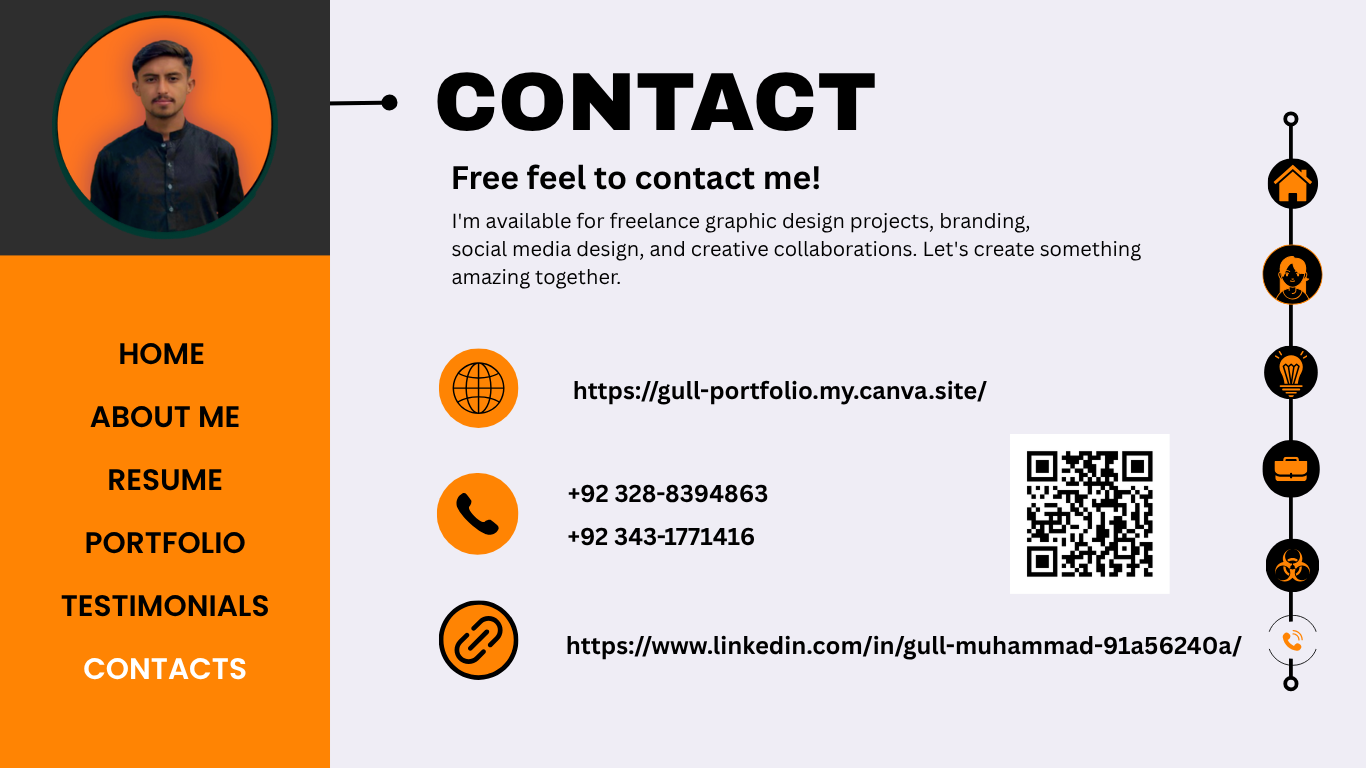 HOME
ABOUT ME
RESUME
PORTFOLIO
TESTIMONIALS
CONTACTS
CONTACT
Free feel to contact me!
I'm available for freelance graphic design projects, branding,
social media design, and creative collaborations. Let's create something
amazing together.
https://gull-portfolio.my.canva.site/
+92 328-8394863
+92 343-1771416
https://www.linkedin.com/in/gull-muhammad-91a56240a/